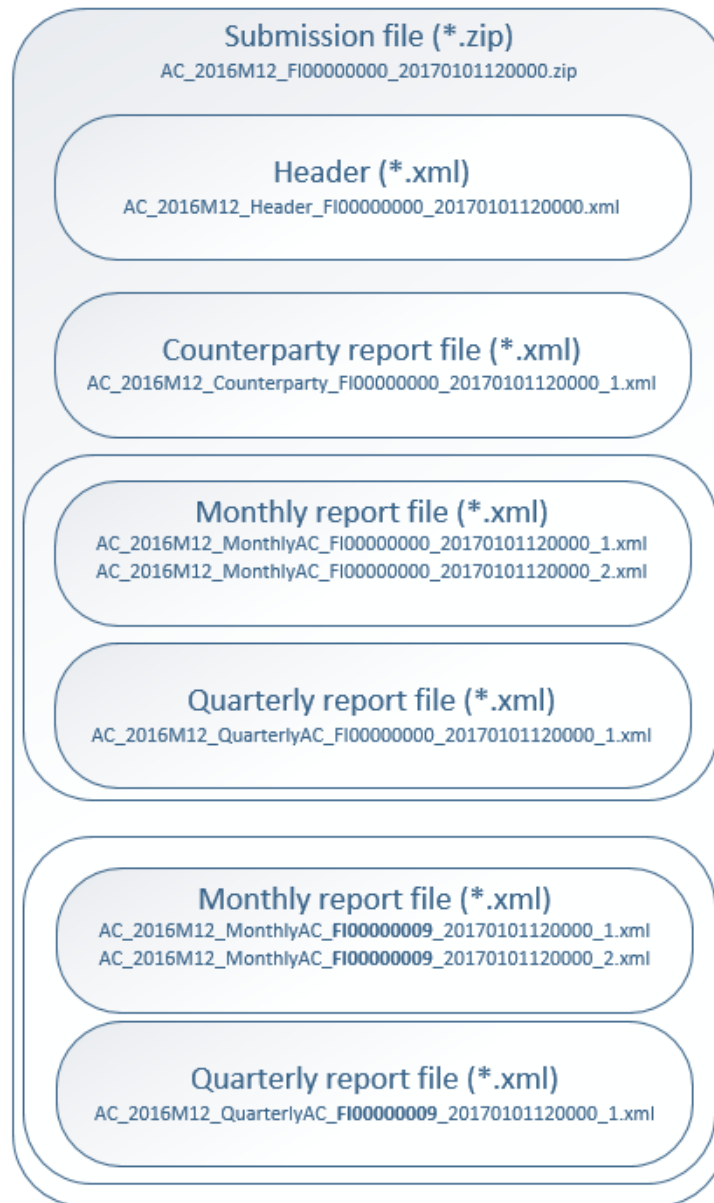 Submission file (*.zip)
AC_2016M12_FI00000000_20170101120000.zip
Header (*.xml)
AC_2016M12_Header_FI00000000_20170101120000.xml
Counterparty report file (*.xml)
AC_2016M12_Counterparty_FI00000000_20170101120000_1.xml
Monthly report file (*.xml)
AC_2016M12_MonthlyAC_FI00000000_20170101120000_1.xml
AC_2016M12_MonthlyAC_FI00000000_20170101120000_2.xml
Quarterly report file (*.xml)
AC_2016M12_QuarterlyAC_FI00000000_20170101120000_1.xml
Monthly report file (*.xml)
AC_2016M12_MonthlyAC_FI00000009_20170101120000_1.xml
AC_2016M12_MonthlyAC_FI00000009_20170101120000_2.xml
Quarterly report file (*.xml)
AC_2016M12_QuarterlyAC_FI00000009_20170101120000_1.xml